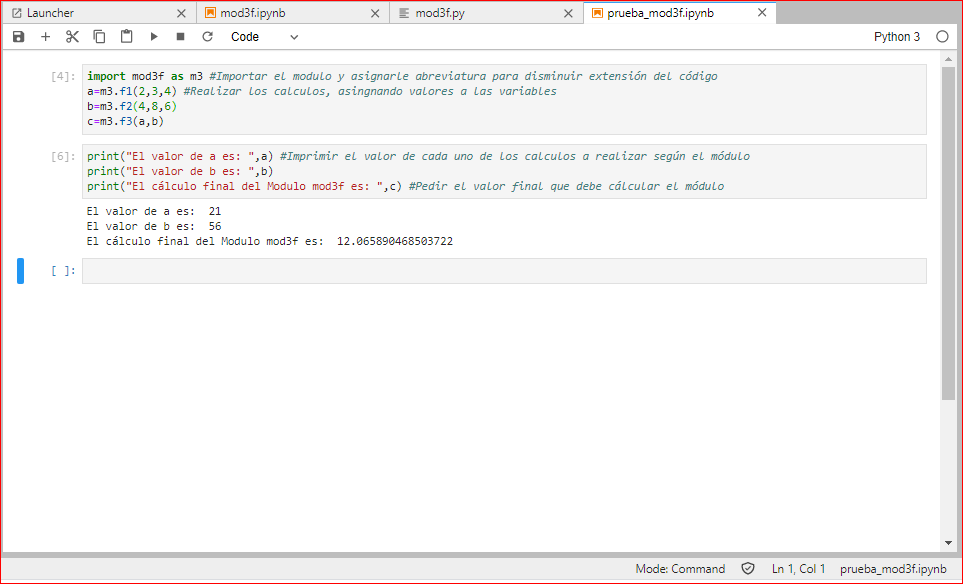 Launcher
mod3f.ipynb
mod3f.py
prueba_mod3f.ipynb
Code
Python 3
[4]:
import mod3f as m3 #Importar el modulo y asignarle abreviatura para disminuir extensión del código
a=m3.f1(2,3,4) #Realizar los calculos, asingnando valores a las variables
b=m3.f2(4,8,6)
c=m3.f3(a,b)
[6]:
print("El valor de a es: ",a) #Imprimir el valor de cada uno de los calculos a realizar según el módulo
print("El valor de b es: ",b)
print("El cálculo final del Modulo mod3f es: ",c) #Pedir el valor final que debe cálcular el módulo
El valor de a es:  21
El valor de b es:  56
El cálculo final del Modulo mod3f es:  12.065890468503722
[ ]:
Mode: Command
Ln 1, Col 1
prueba_mod3f.ipynb